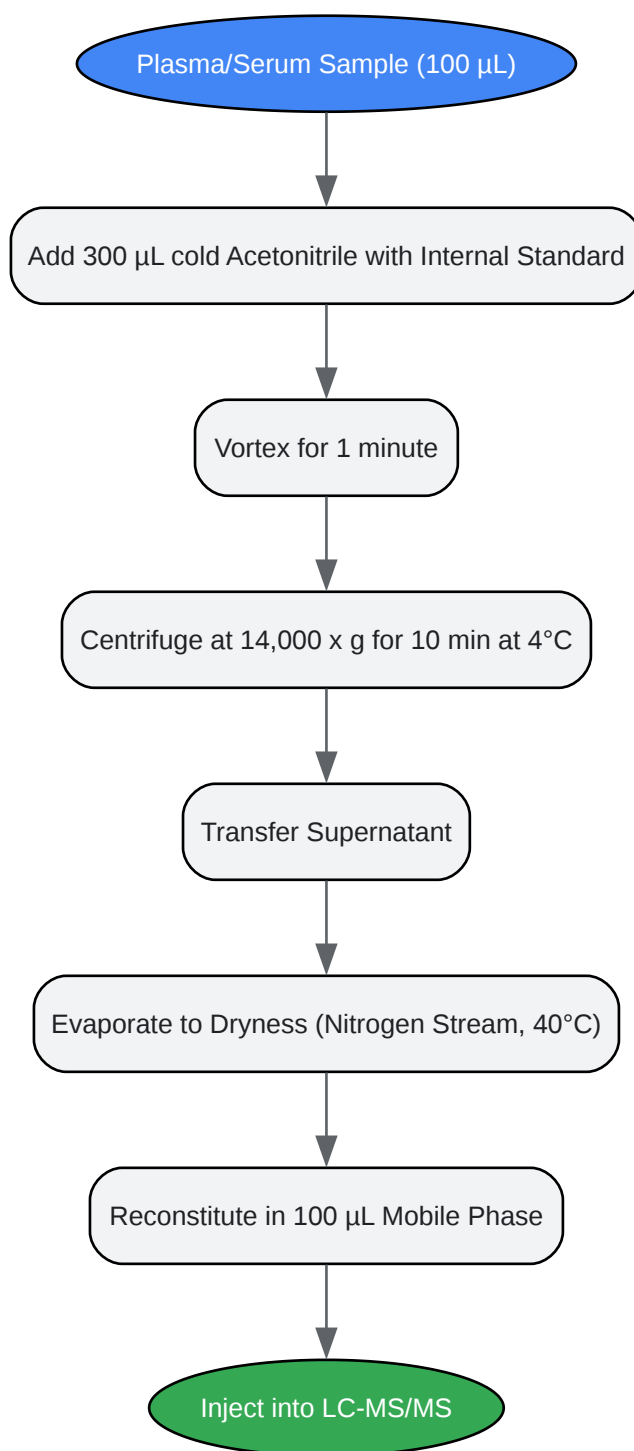 Plasma/Serum Sample (100 µL)
Add 300 µL cold Acetonitrile with Internal Standard
Vortex for 1 minute
Centrifuge at 14,000 x g for 10 min at 4°C
Transfer Supernatant
Evaporate to Dryness (Nitrogen Stream, 40°C)
Reconstitute in 100 µL Mobile Phase
Inject into LC-MS/MS